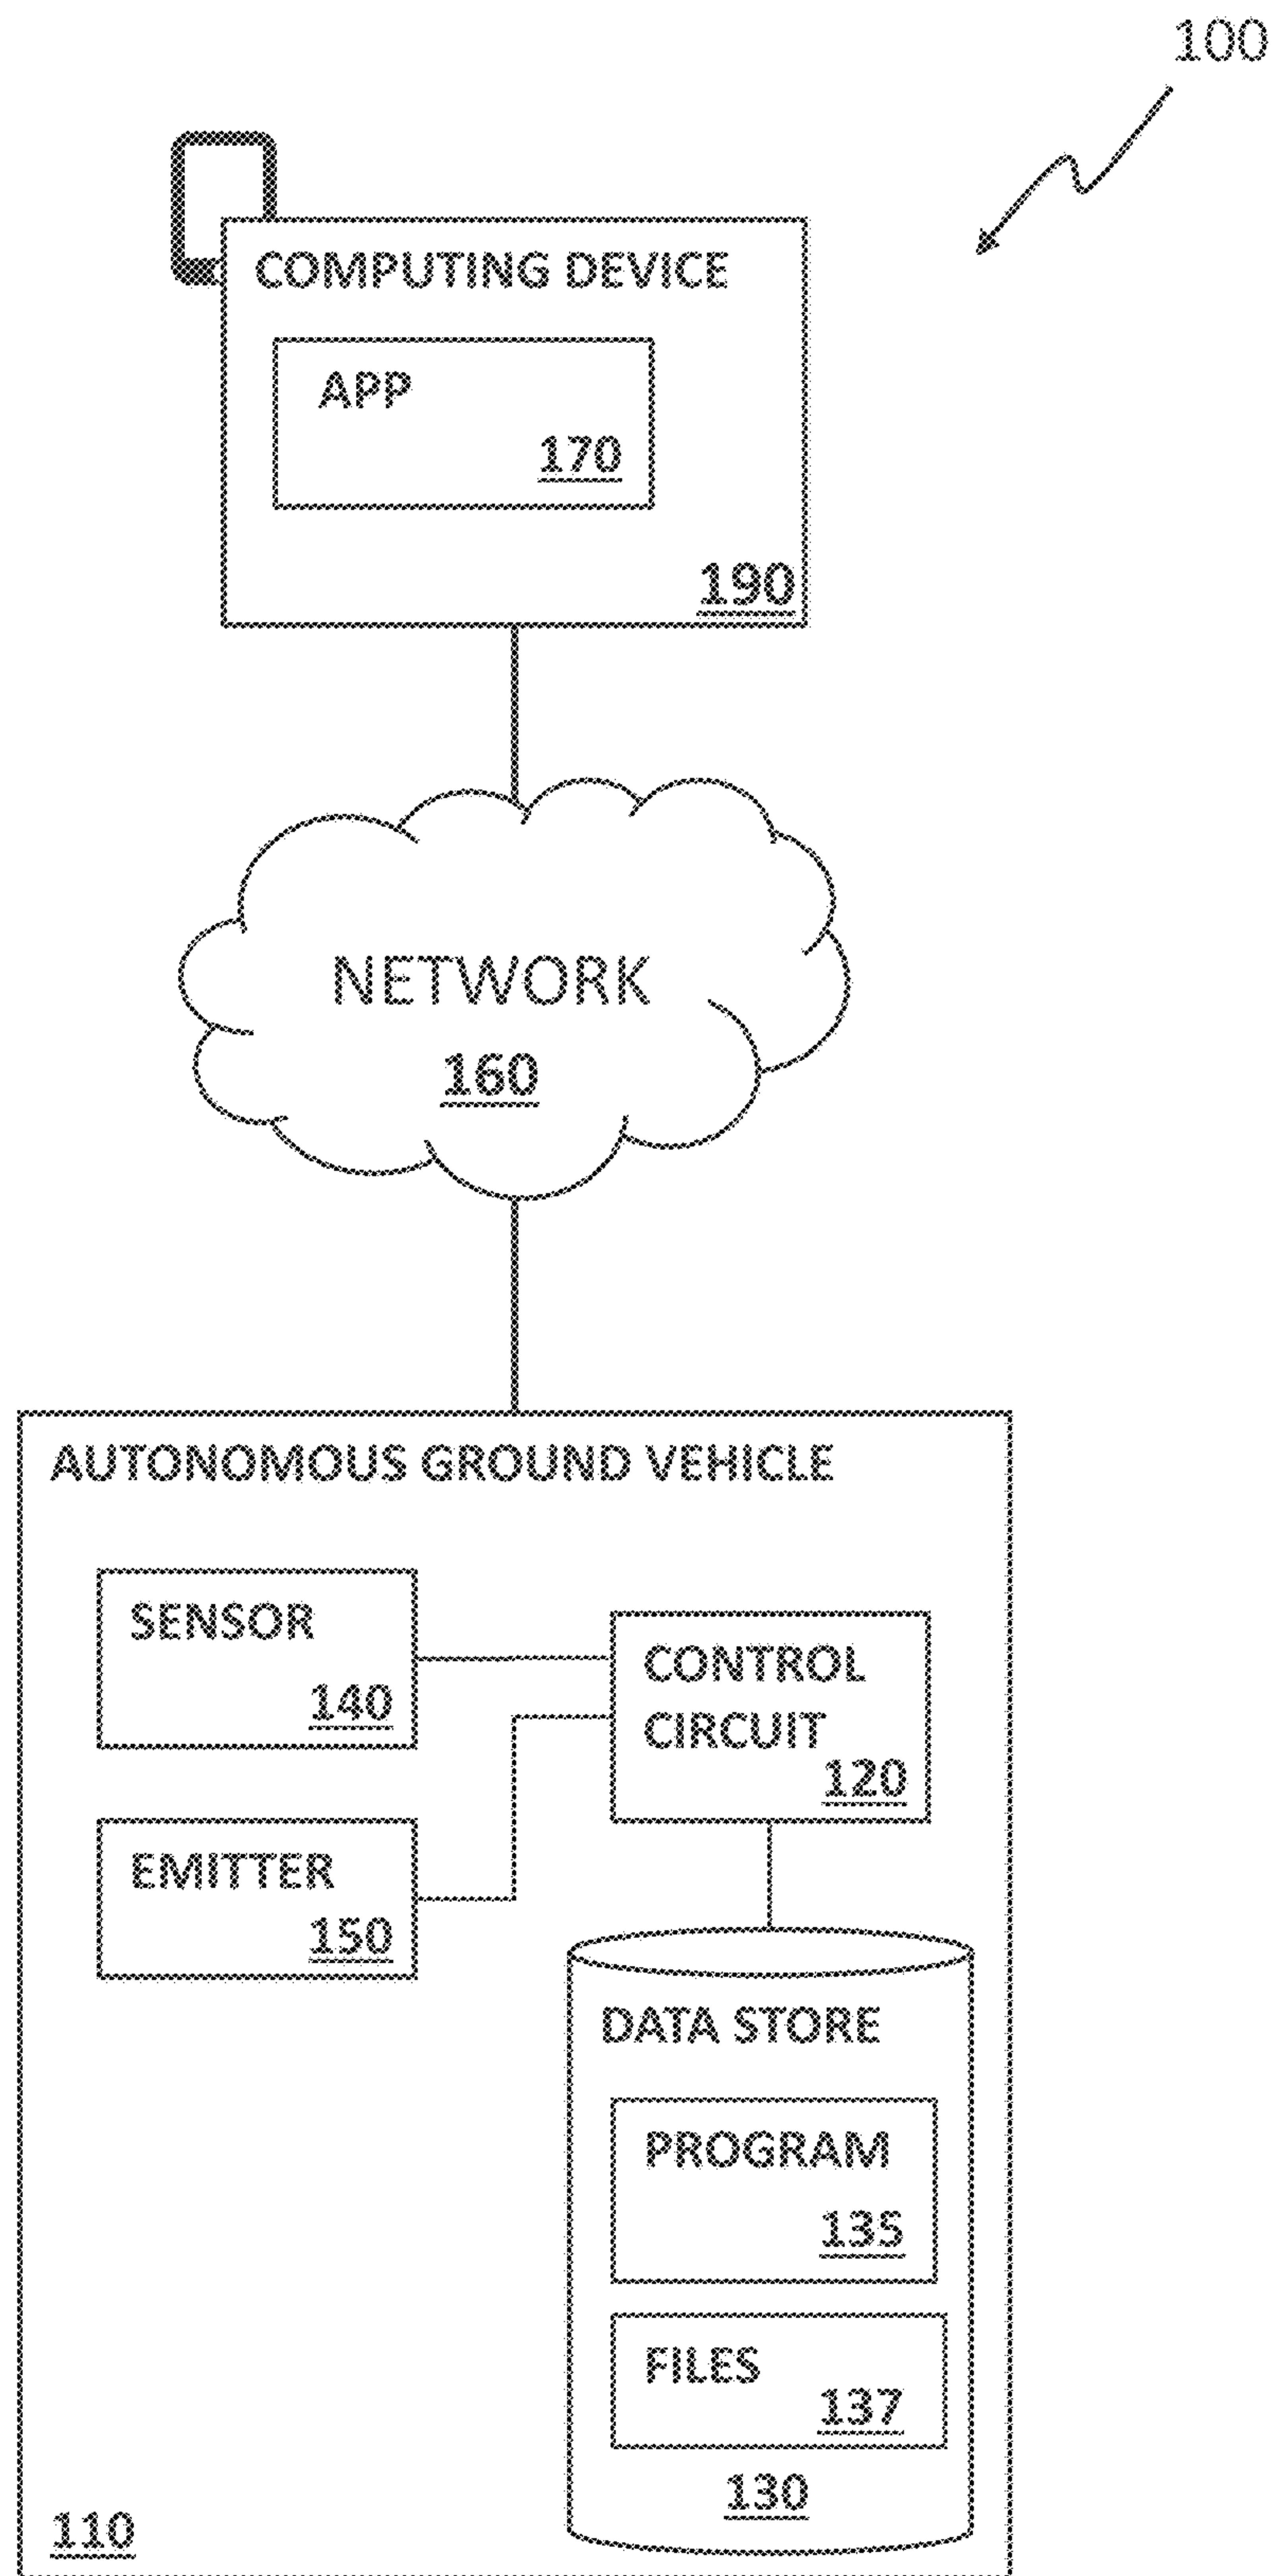 100
COMPUTING DEVICE
APP
170
190
NETWORK
160
AUTONOMOUS GROUND VEHICLE
SENSOR
140
CONTROL
CIRCUIT
120
EMITTER
150
DATA STORE
PROGRAM
135
FILES
137
130
110